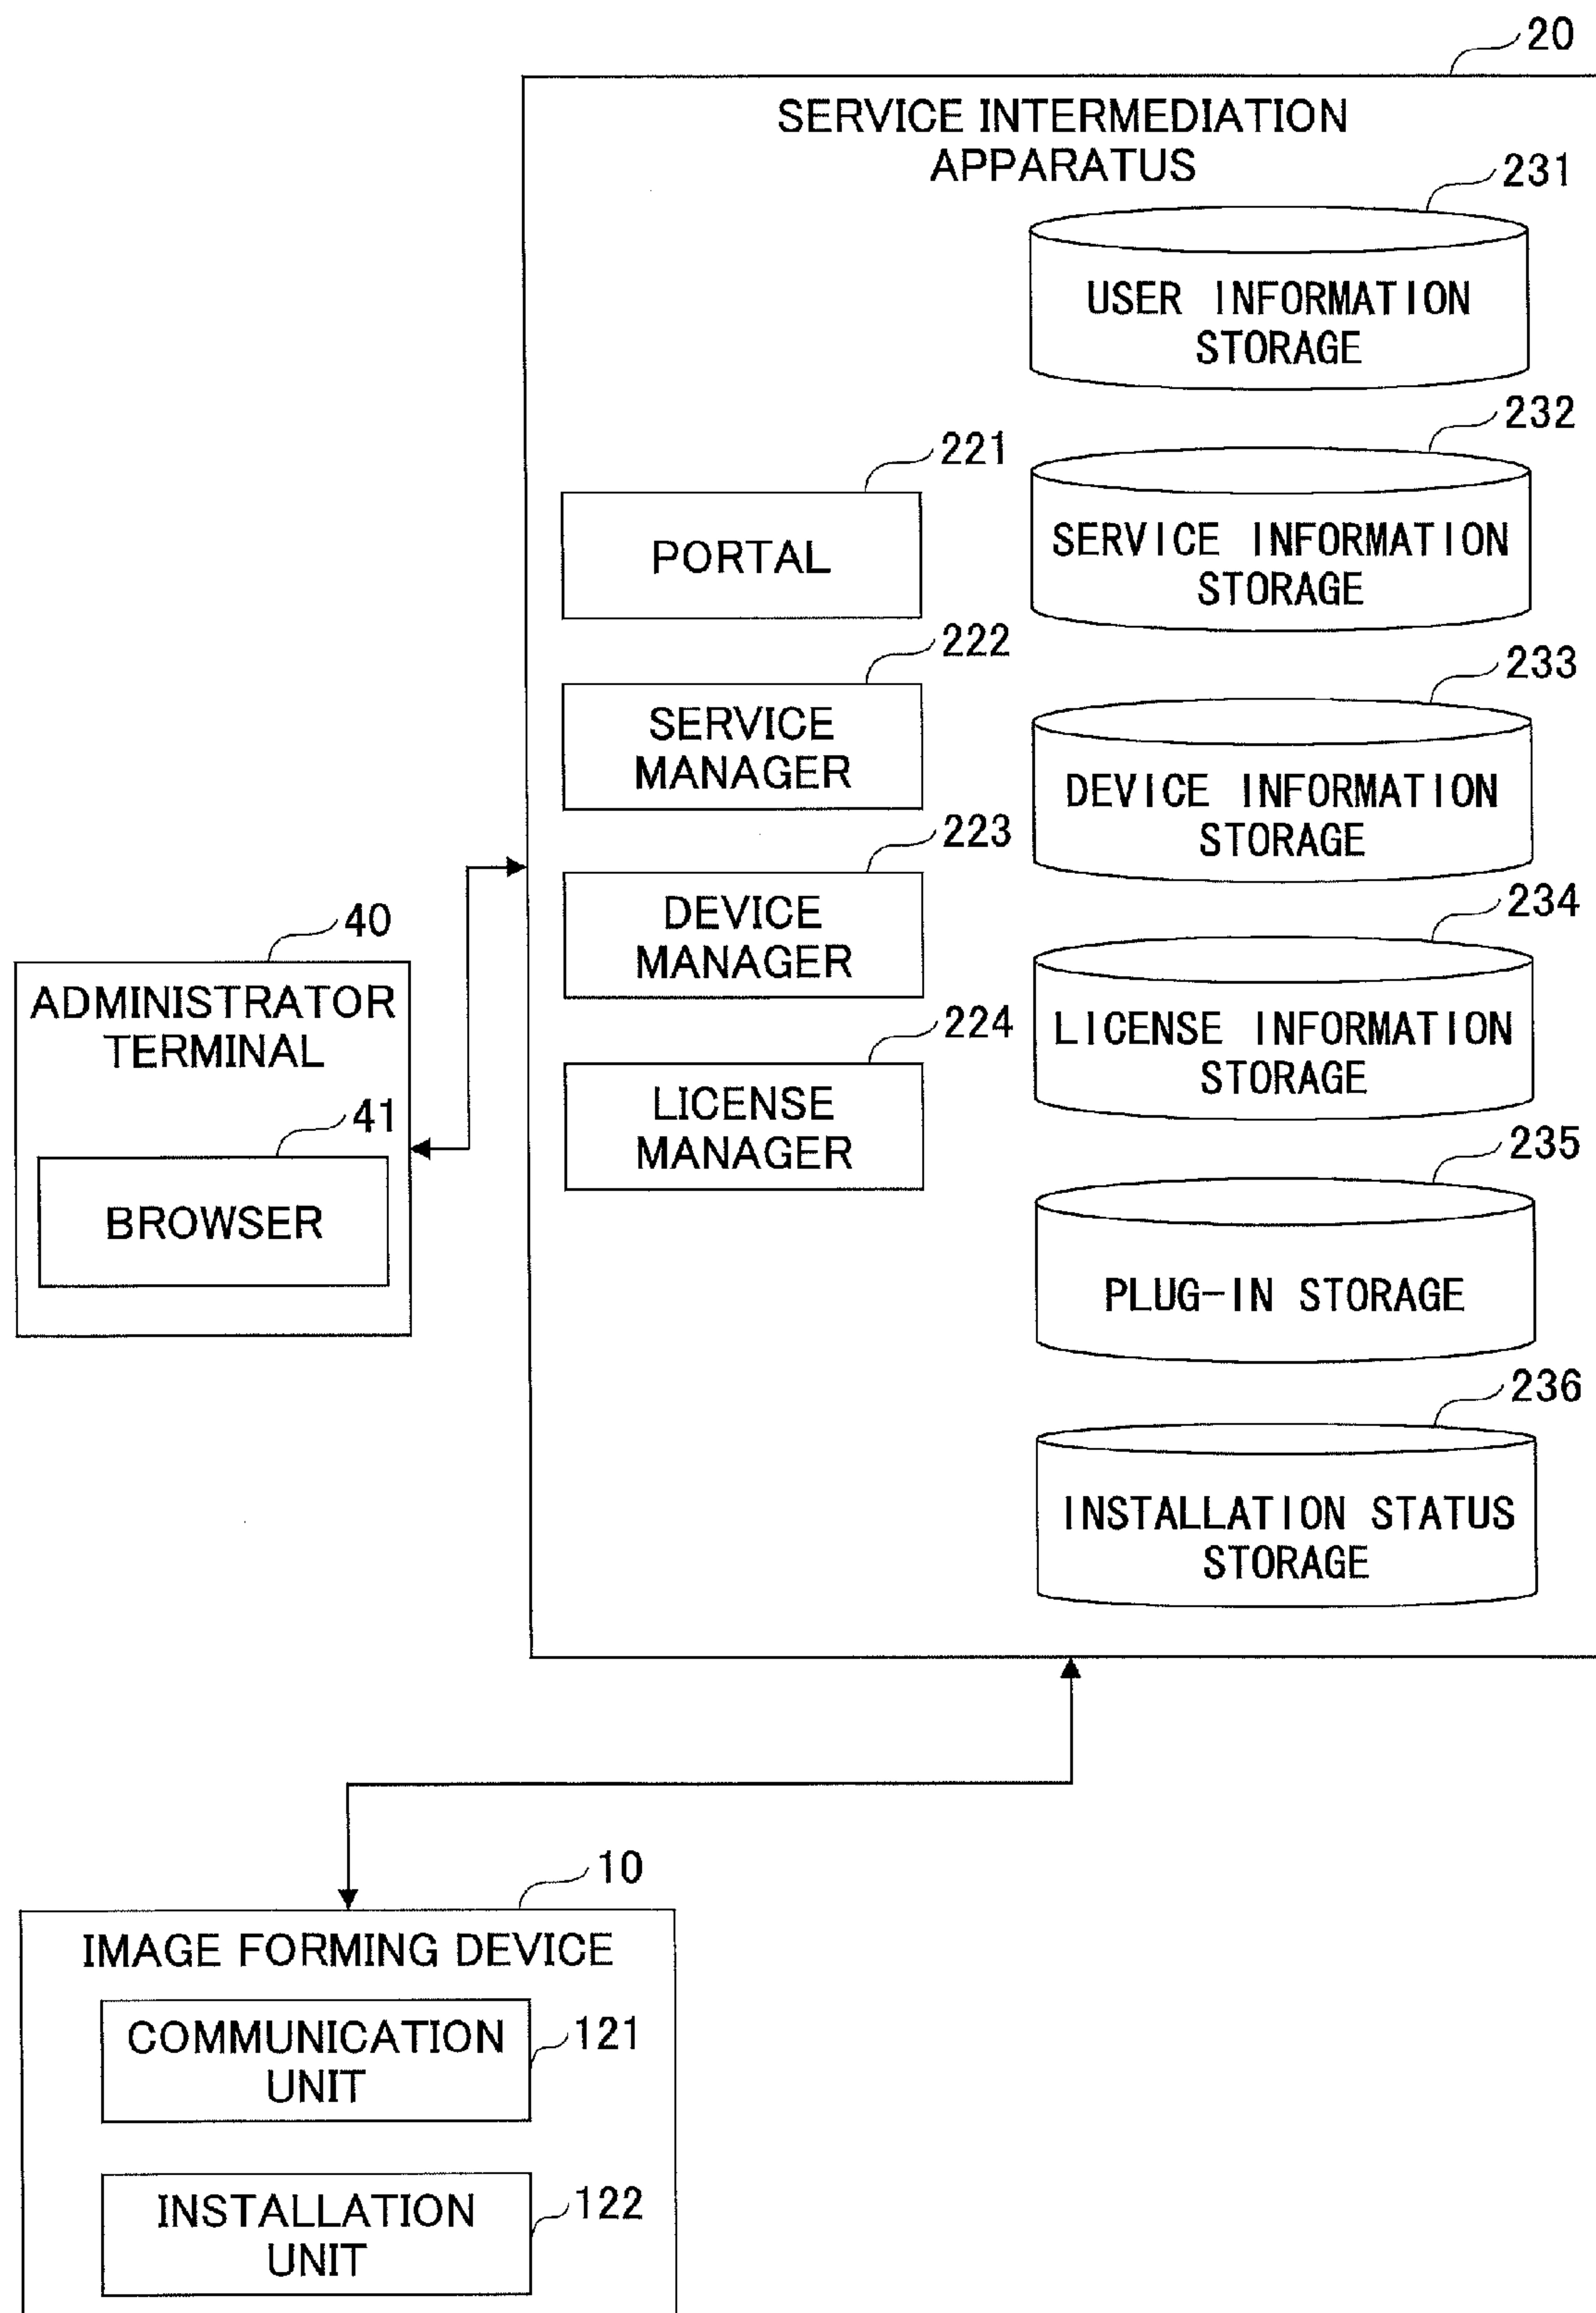 20
SERVICE INTERMEDIATION
APPARATUS
231
USER INFORMATION
STORAGE
232
221
SERVICE INFORMATION
STORAGE
PORTAL
222
233
SERVICE
MANAGER
DEVICE INFORMATION
STORAGE
223
234
40
DEVICE
MANAGER
ADMINISTRATOR
TERMINAL
224
LICENSE INFORMATION
STORAGE
41
LICENSE
MANAGER
235
BROWSER
PLUG-IN STORAGE
236
INSTALLATION STATUS
STORAGE
10
IMAGE FORMING DEVICE
COMMUNICATION
UNIT
121
INSTALLATION
UNIT
122